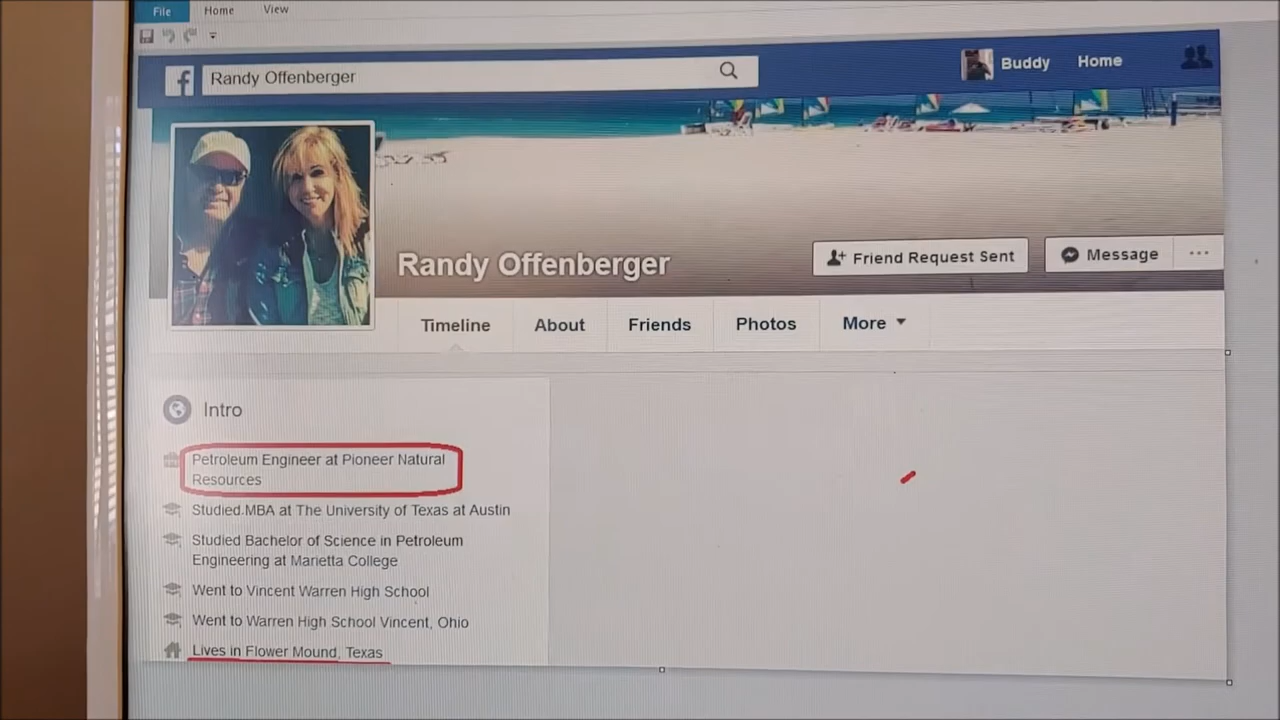 File Home View
f Randy Offenberger Buddy Home
Randy Offenberger
Friend Request Sent Message ...
Timeline About Friends Photos More
Intro
Petroleum Engineer at Pioneer Natural
Resources
Studied MBA at The University of Texas at Austin
Studied Bachelor of Science in Petroleum
Engineering at Marietta College
Went to Vincent Warren High School
Went to Warren High School Vincent, Ohio
Lives in Flower Mound, Texas